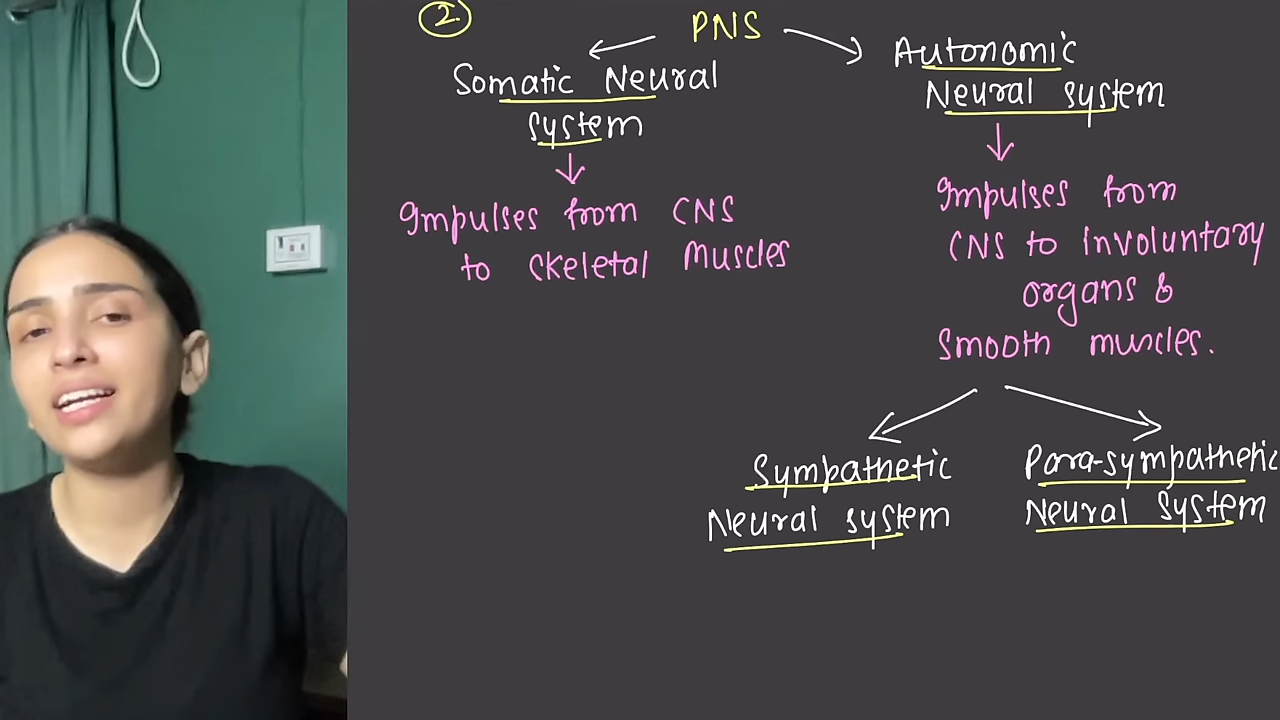 2.
PNS
Somatic Neural
system
Impulses from CNS
to skeletal Muscles
Autonomic
Neural system
Impulses from
CNS to involuntary
organs &
smooth muscles.
Sympathetic
Neural system
Para-sympathetic
Neural System